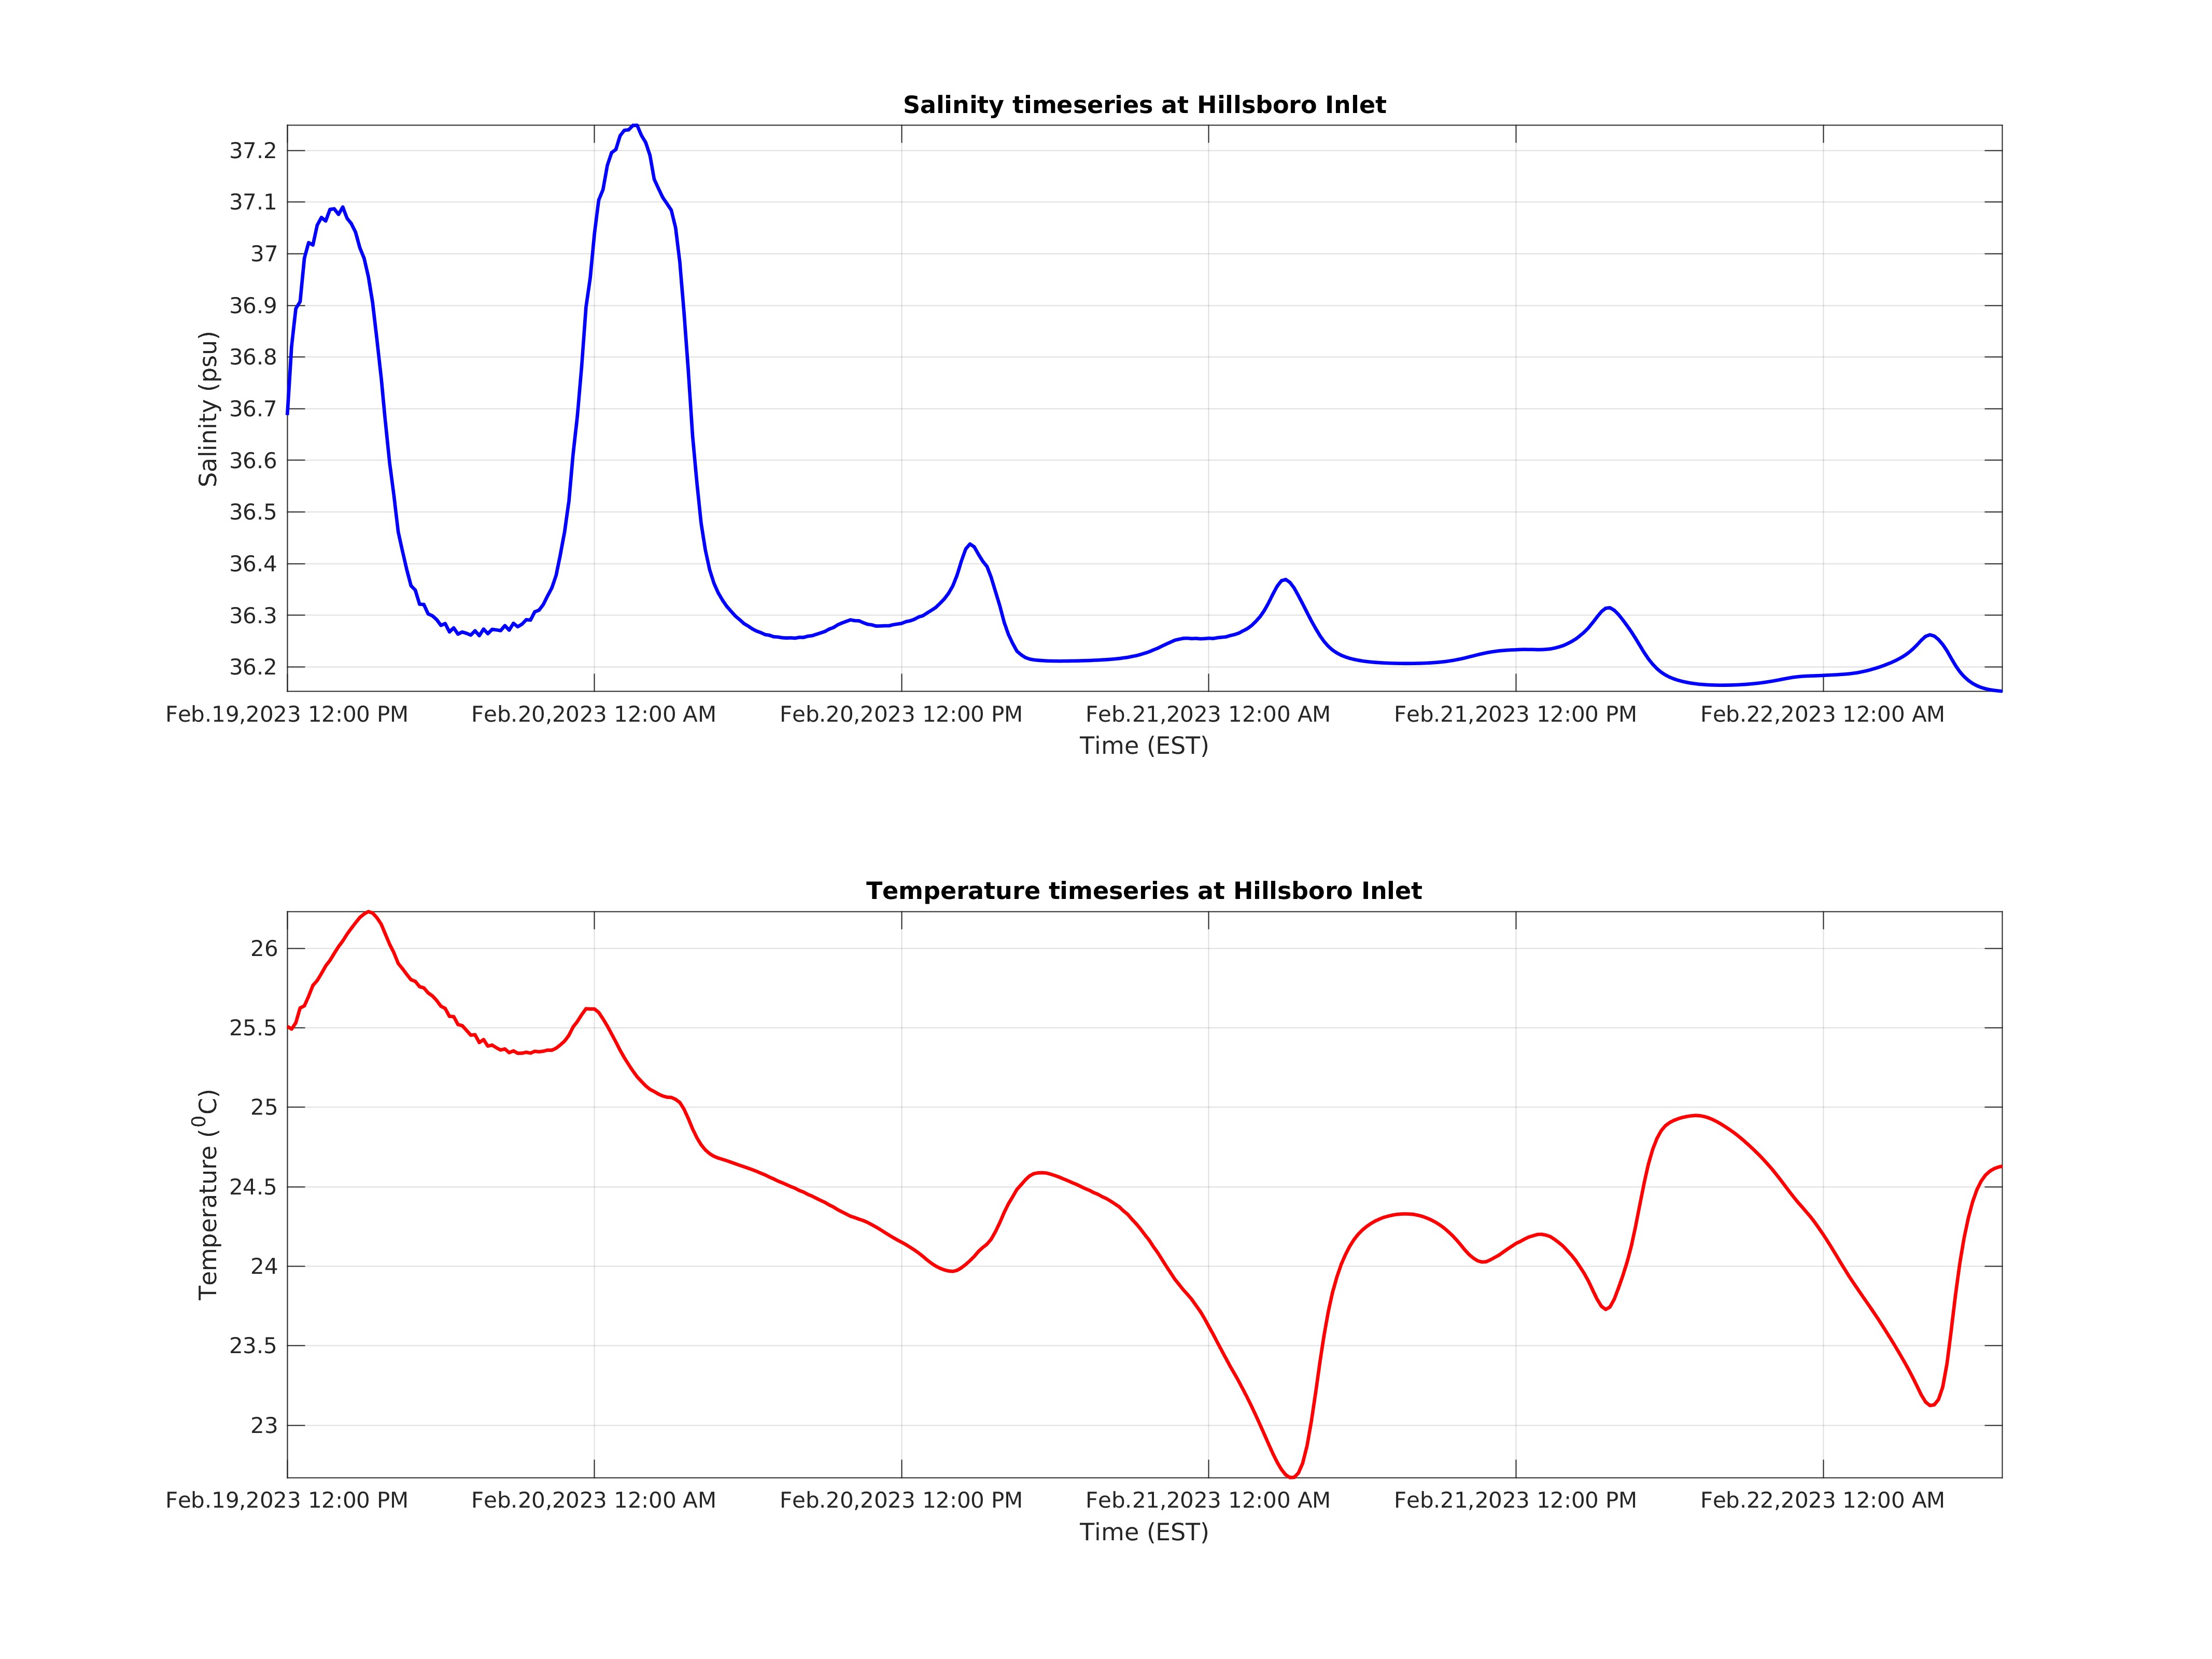 Salinity timeseries at Hillsboro Inlet
37.2
37.1
37
36.9
36.8
36.7
36.6
36.5
36.4
36.3
36.2
Salinity (psu)
Feb.19,2023 12:00 PM Feb.20,2023 12:00 AM Feb.20,2023 12:00 PM Feb.21,2023 12:00 AM Feb.21,2023 12:00 PM Feb.22,2023 12:00 AM
Time (EST)
Temperature timeseries at Hillsboro Inlet
26
25.5
25
24.5
24
23.5
23
Temperature (⁰C)
Feb.19,2023 12:00 PM Feb.20,2023 12:00 AM Feb.20,2023 12:00 PM Feb.21,2023 12:00 AM Feb.21,2023 12:00 PM Feb.22,2023 12:00 AM
Time (EST)